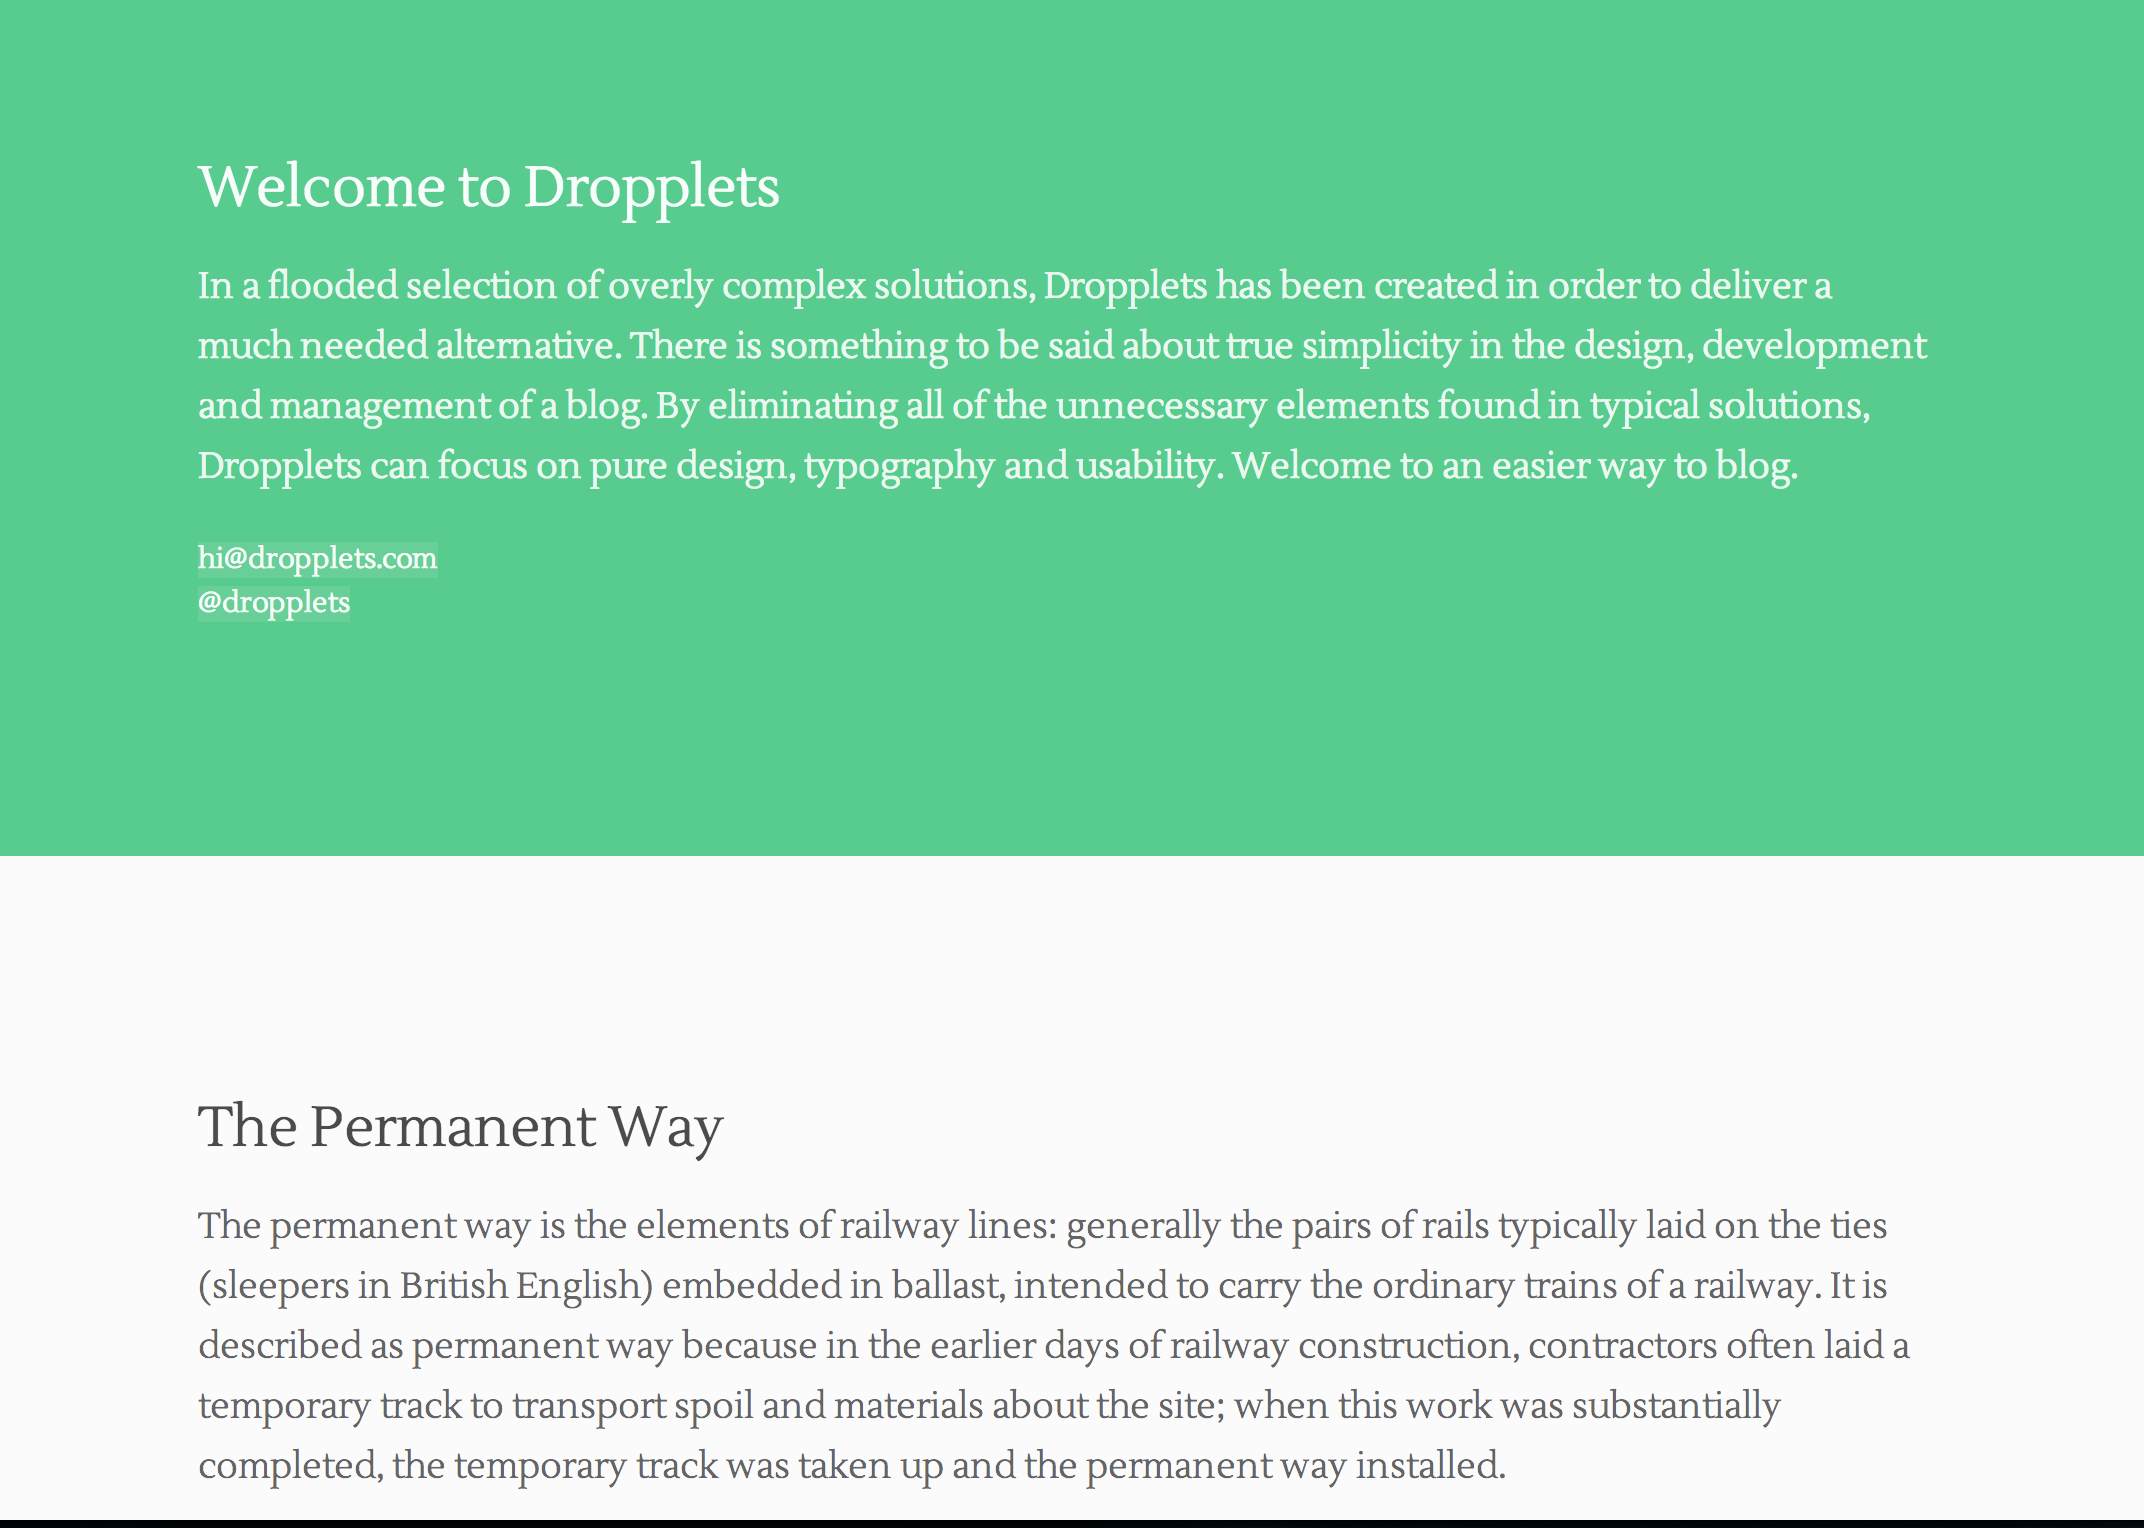 Welcome to Dropplets
In a flooded selection of overly complex solutions, Dropplets has been created in order to deliver a
much needed alternative. There is something to be said about true simplicity in the design, development
and management of a blog. By eliminating all of the unnecessary elements found in typical solutions,
Dropplets can focus on pure design, typography and usability. Welcome to an easier way to blog.
hi@dropplets.com
@dropplets
The Permanent Way
The permanent way is the elements of railway lines: generally the pairs of rails typically laid on the ties
(sleepers in British English) embedded in ballast, intended to carry the ordinary trains of a railway. It is
described as permanent way because in the earlier days of railway construction, contractors often laid a
temporary track to transport spoil and materials about the site; when this work was substantially
completed, the temporary track was taken up and the permanent way installed.